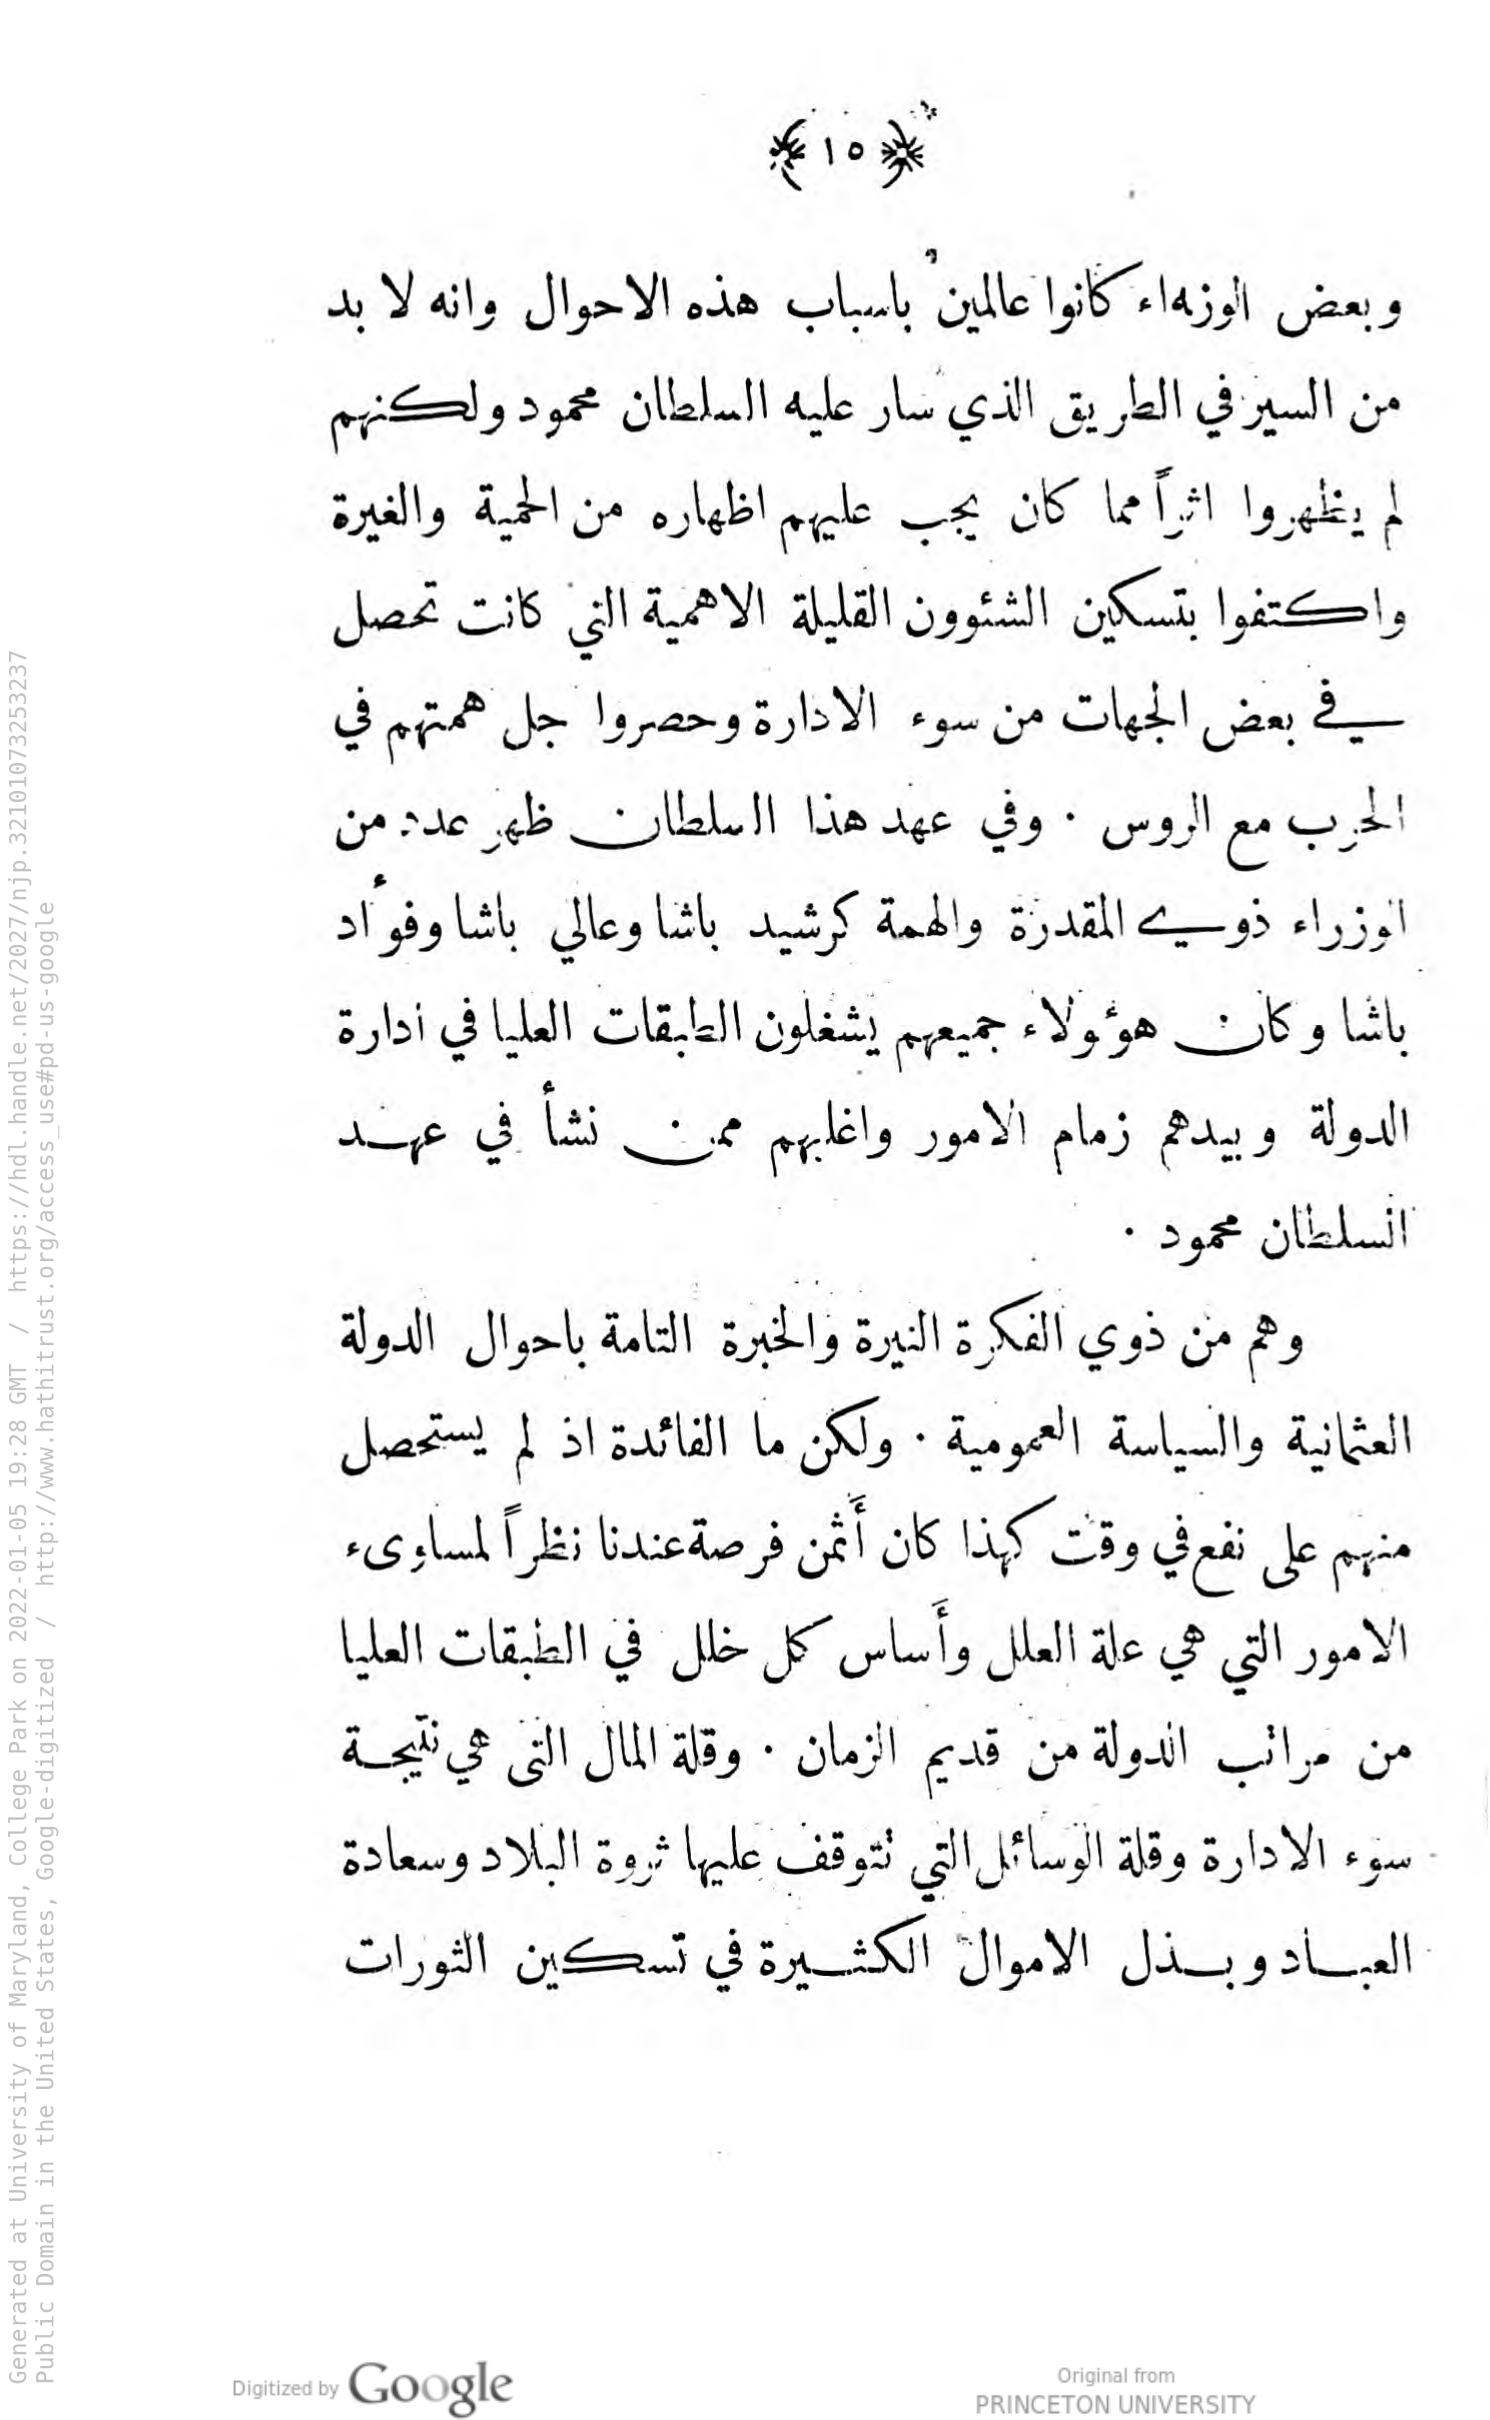 ﴿ ١٥ ﴾
وبعض الوزراء كانوا عالمين باسباب هذه الاحوال وانه لا بد
من السير في الطريق الذي سار عليه السلطان محمود ولكنهم
لم يظهروا اثراً مما كان يجب عليهم اظهاره من الحمية والغيرة
واكتفوا بتسكين الشئوون القليلة الاهمية التي كانت تحصل
في بعض الجهات من سوء الادارة وحصروا جل همتهم في
الحرب مع الروس · وفي عهد هذا السلطان ظهر عدد من
الوزراء ذوي المقدرة والهمة كرشيد باشا وعالي باشا وفوأد
باشا وكان هوؤلاء جميعهم يشغلون الطبقات العليا في ادارة
الدولة وبيدهم زمام الامور واغلبهم ممن نشأ في عهد
السلطان محمود ·
وهم من ذوي الفكرة النيرة والخبرة التامة باحوال الدولة
العثمانية والسياسة العمومية · ولكن ما الفائدة اذ لم يستحصل
منهم على نفع في وقت كهذا كان أَثمن فرصة عندنا نظراً لمساوىء
الامور التي هي علة العلل وأَساس كل خلل في الطبقات العليا
من مراتب الدولة من قديم الزمان · وقلة المال التى هي نتيجة
سوء الادارة وقلة الوسائل التي نتوقف عليها ثروة البلاد وسعادة
العباد وبذل الاموال الكثيرة في تسكين الثورات
Generated at University of Maryland, College Park on 2022-01-05 19:28 GMT / https://hdl.handle.net/2027/njp.32101073253237
Public Domain in the United States, Google-digitized / http://www.hathitrust.org/access_use#pd-us-google
Digitized by Google
Original from
PRINCETON UNIVERSITY